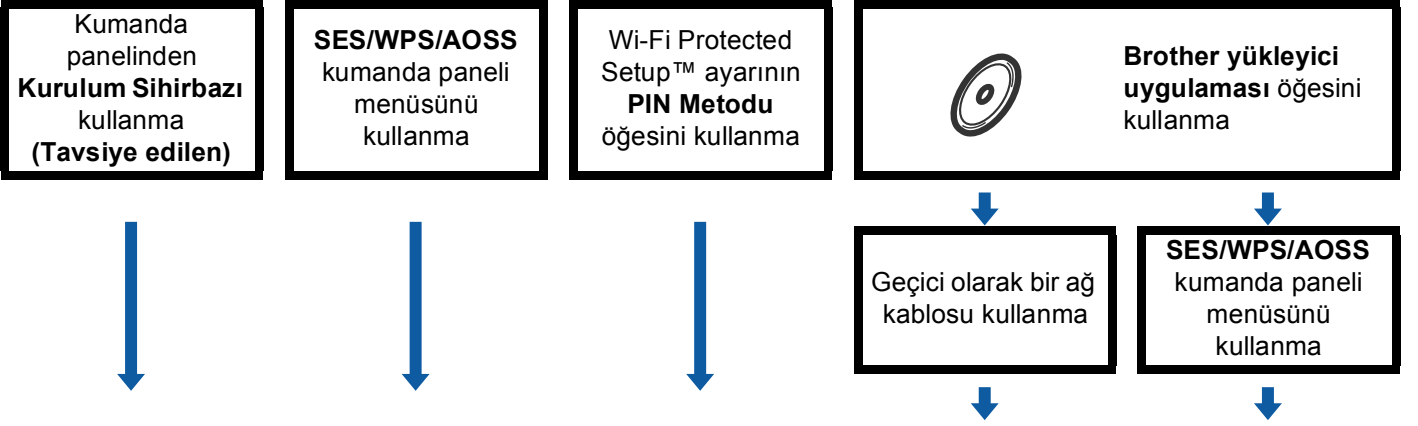 Kumanda
panelinden
Kurulum Sihirbazı
kullanma
(Tavsiye edilen)
SES/WPS/AOSS
kumanda paneli
menüsünü
kullanma
Wi-Fi Protected
Setup™ ayarının
PIN Metodu
öğesini kullanma
Brother yükleyici
uygulaması öğesini
kullanma
Geçici olarak bir ağ
kablosu kullanma
SES/WPS/AOSS
kumanda paneli
menüsünü
kullanma